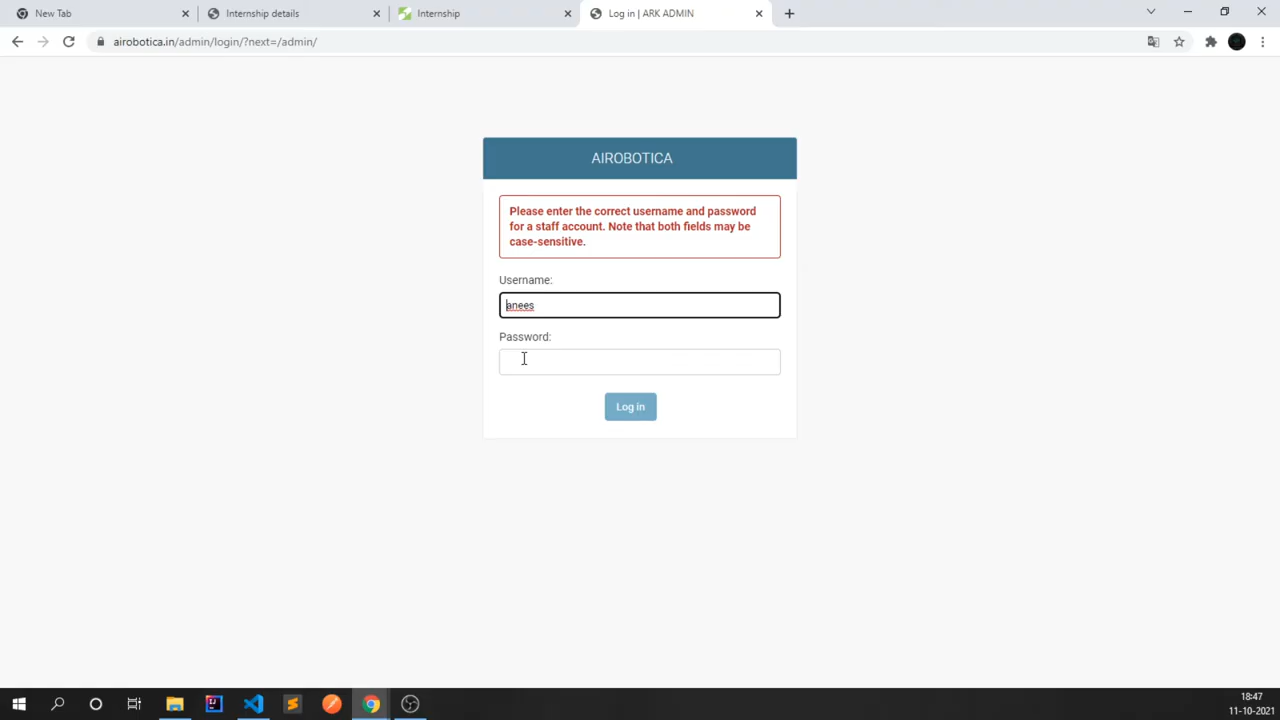 New Tab
Internship details
Internship
Log in | ARK ADMIN
airobotica.in/admin/login/?next=/admin/
AIROBOTICA
Please enter the correct username and password
for a staff account. Note that both fields may be
case-sensitive.
Username:
anees
Password:
Log in
18:47
11-10-2021